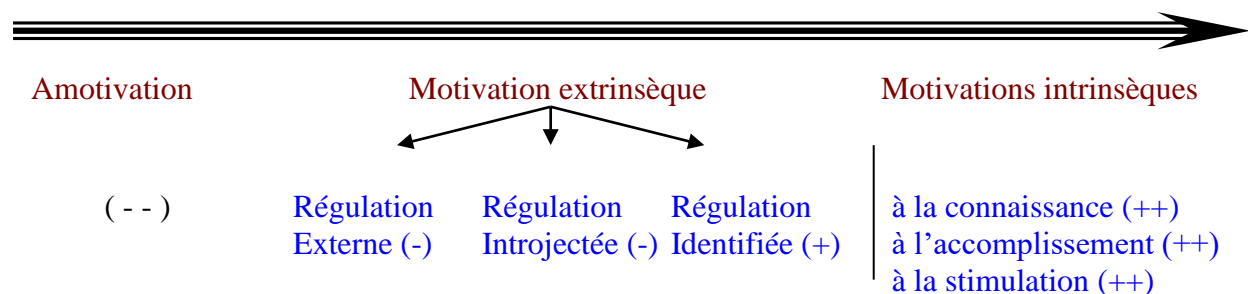 Amotivation Motivation extrinsèque Motivations intrinsèques
( - - ) Régulation Régulation Régulation à la connaissance (++)
Externe (-) Introjectée (-) Identifiée (+) à l’accomplissement (++)
à la stimulation (++)